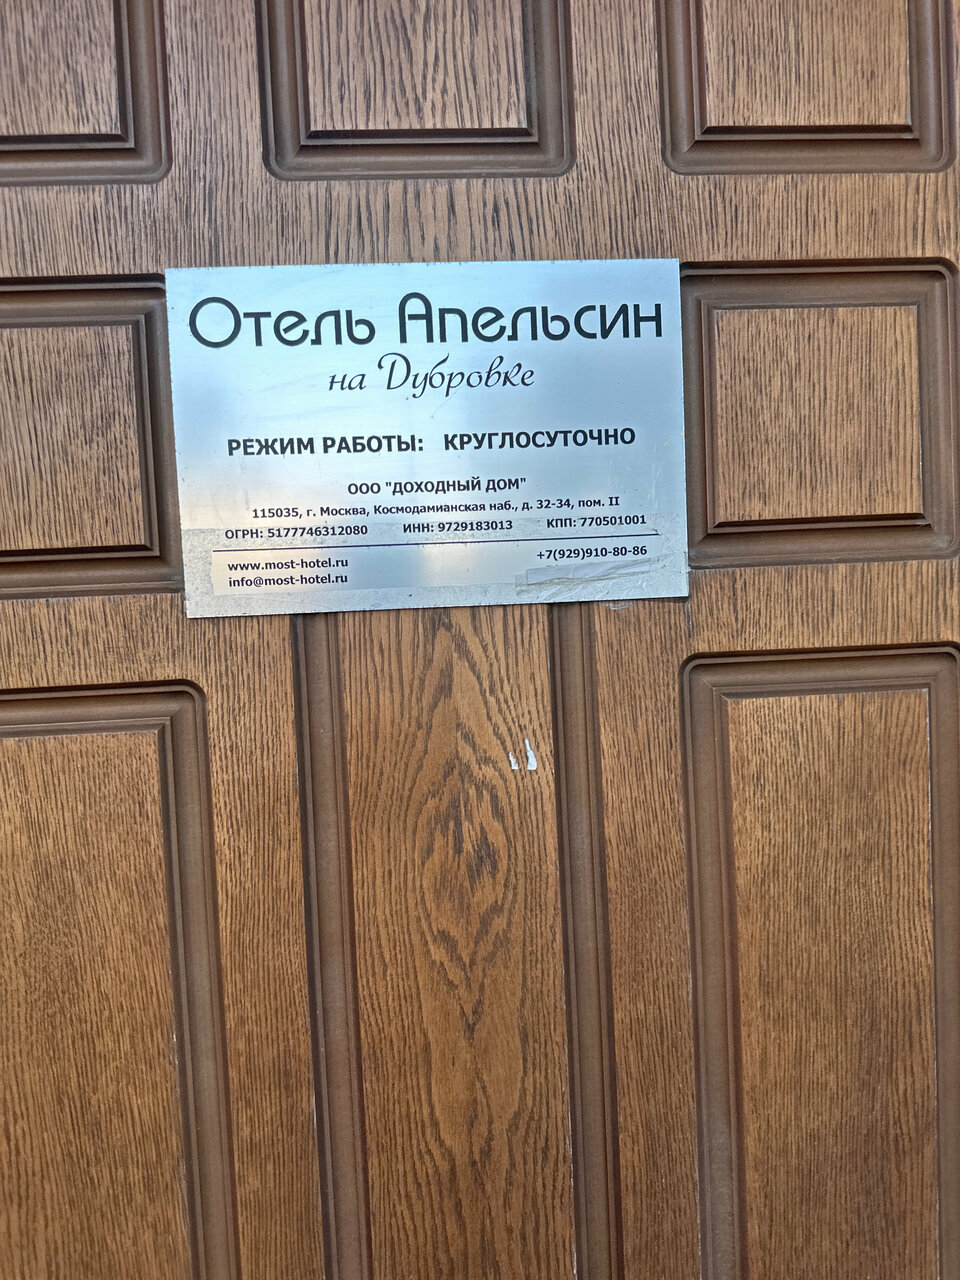 Отель Апельсин
на Дубровке
РЕЖИМ РАБОТЫ: КРУГЛОСУТОЧНО
ООО "ДОХОДНЫЙ ДОМ"
115035, г. Москва, Космодамианская наб., д. 32-34, пом. II
ОГРН: 5177746312080 ИНН: 9729183013 КПП: 770501001
www.most-hotel.ru +7(929)910-80-86
info@most-hotel.ru